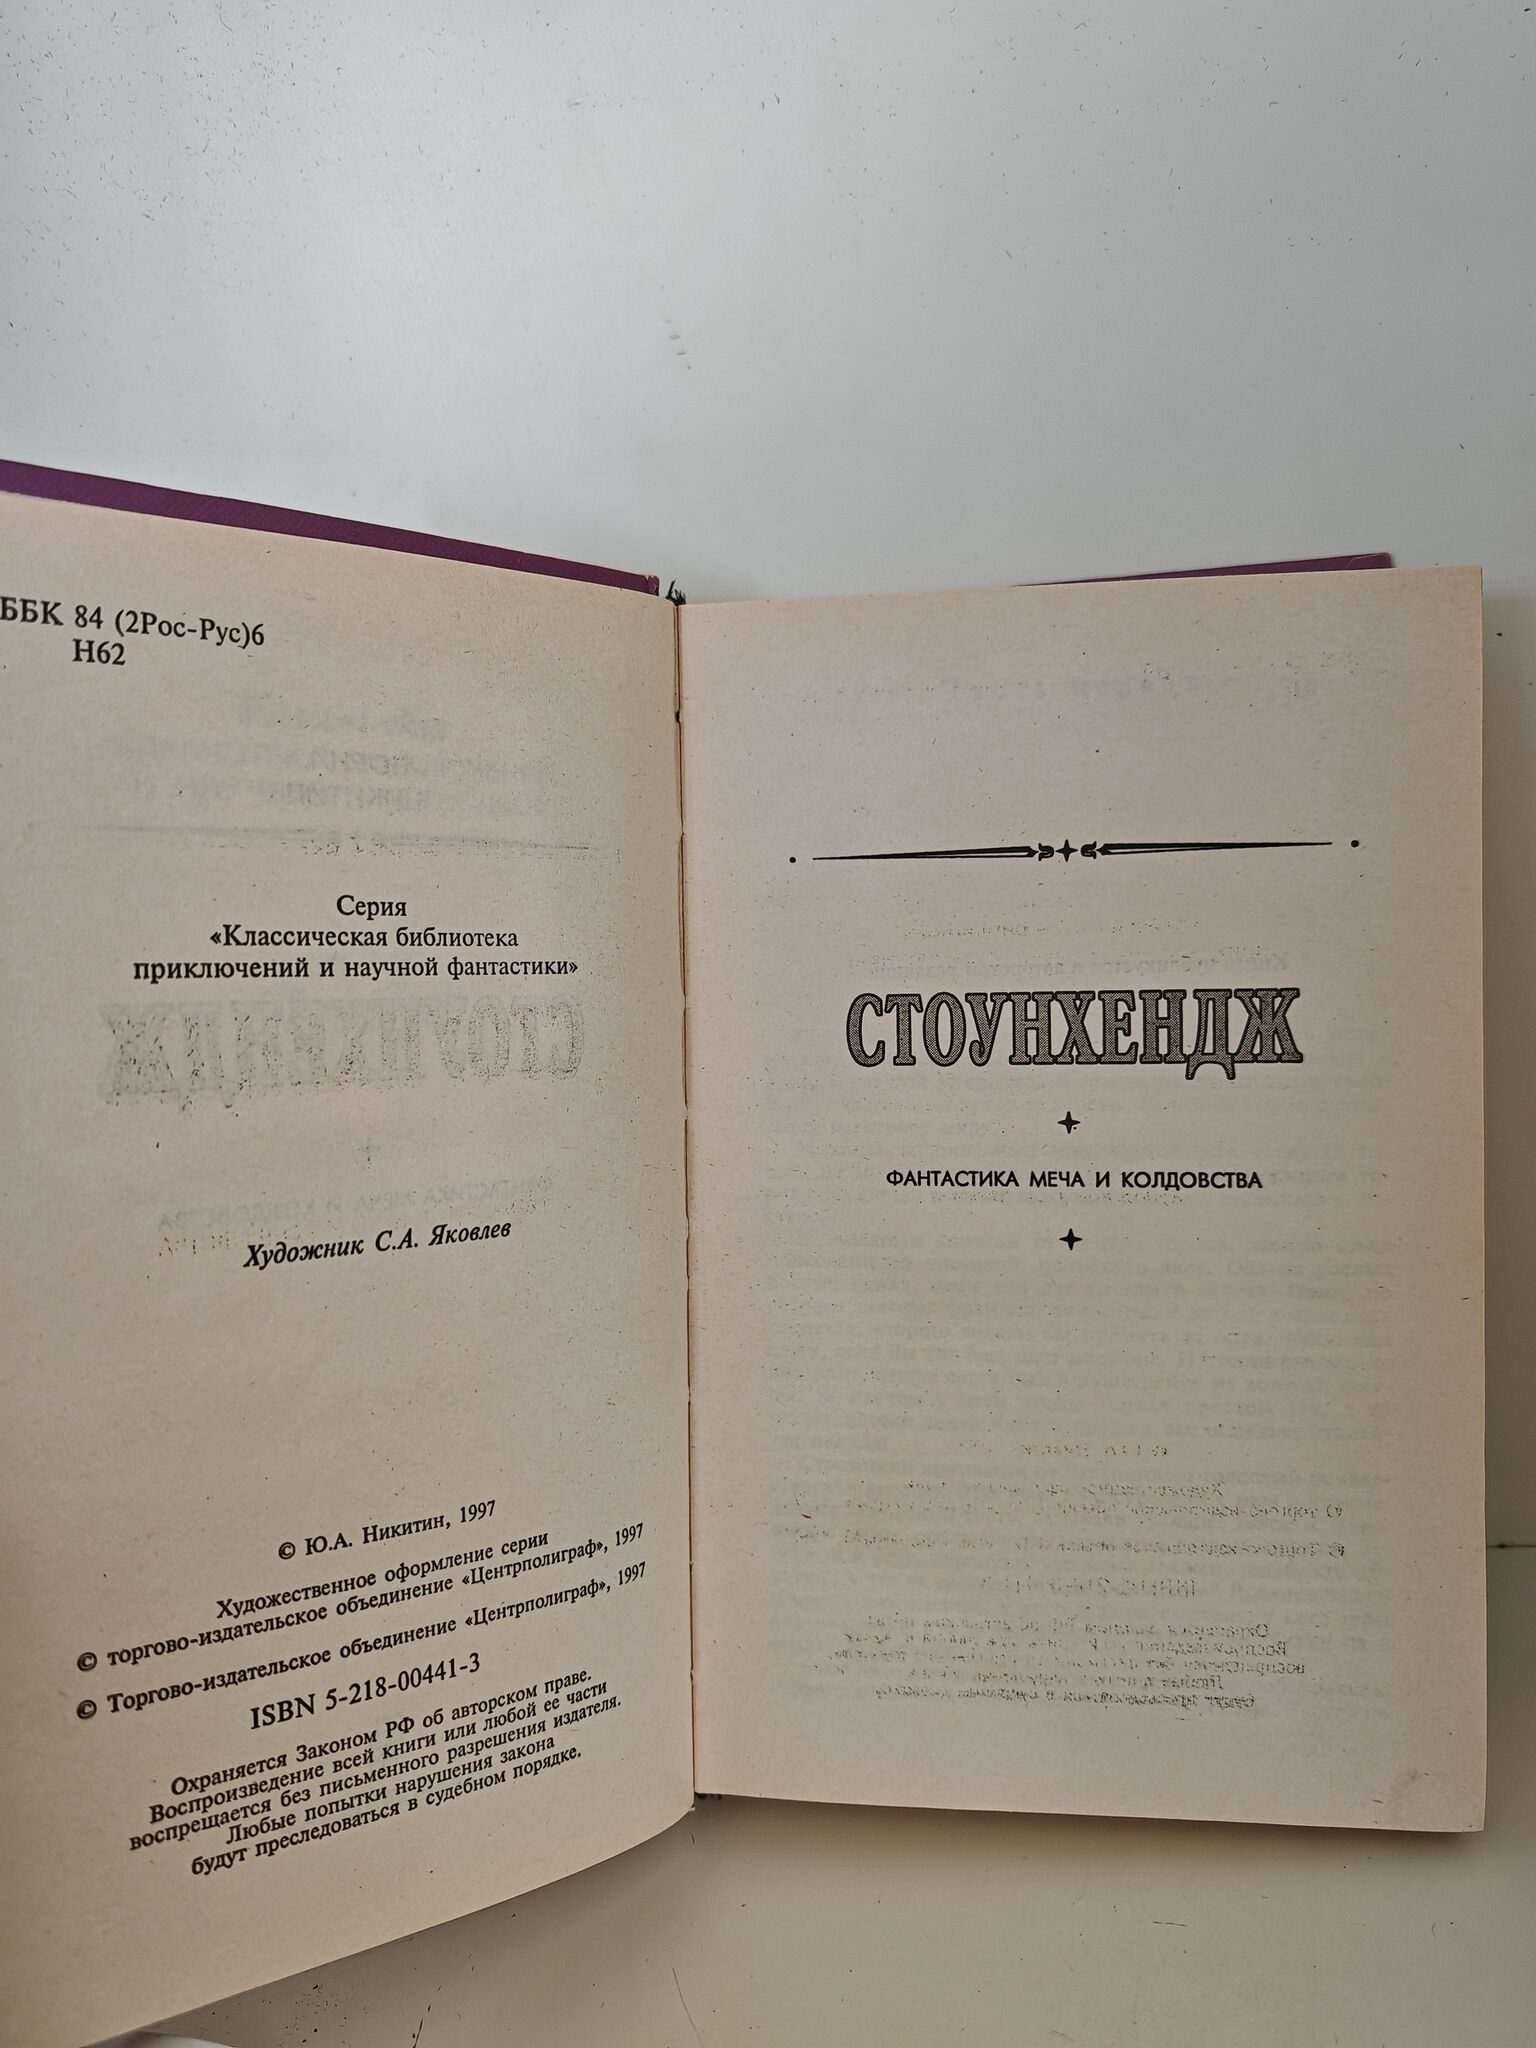 ББК 84 (2Рос-Рус)6
Н62
Серия
«Классическая библиотека
приключений и научной фантастики»
Художник С.А. Яковлев
© Ю.А. Никитин, 1997
Художественное оформление серии
© торгово-издательское объединение «Центрполиграф», 1997
© Торгово-издательское объединение «Центрполиграф», 1997
ISBN 5-218-00441-3
Охраняется Законом РФ об авторском праве.
Воспроизведение всей книги или любой ее части
воспрещается без письменного разрешения издателя.
Любые попытки нарушения закона
будут преследоваться в судебном порядке.
СТОУНХЕНДЖ
ФАНТАСТИКА МЕЧА И КОЛДОВСТВА